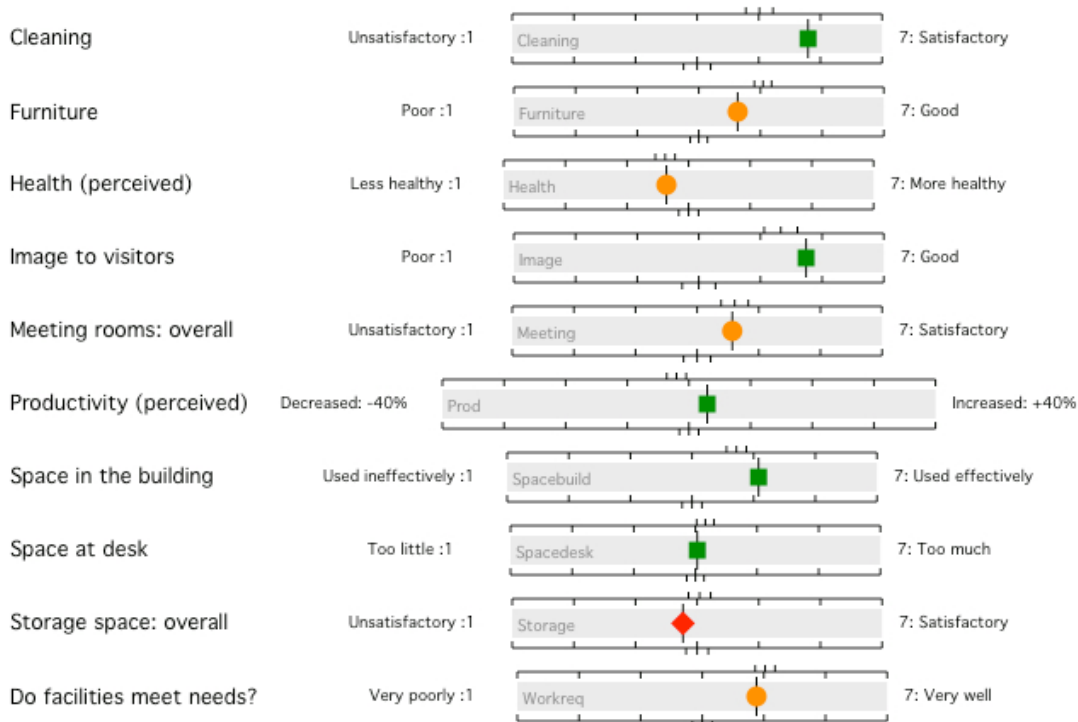 Cleaning Unsatisfactory :1 Cleaning 7: Satisfactory
Furniture Poor :1 Furniture 7: Good
Health (perceived) Less healthy :1 Health 7: More healthy
Image to visitors Poor :1 Image 7: Good
Meeting rooms: overall Unsatisfactory :1 Meeting 7: Satisfactory
Productivity (perceived) Decreased: -40% Prod Increased: +40%
Space in the building Used ineffectively :1 Spacebuild 7: Used effectively
Space at desk Too little :1 Spacedesk 7: Too much
Storage space: overall Unsatisfactory :1 Storage 7: Satisfactory
Do facilities meet needs? Very poorly :1 Workreq 7: Very well